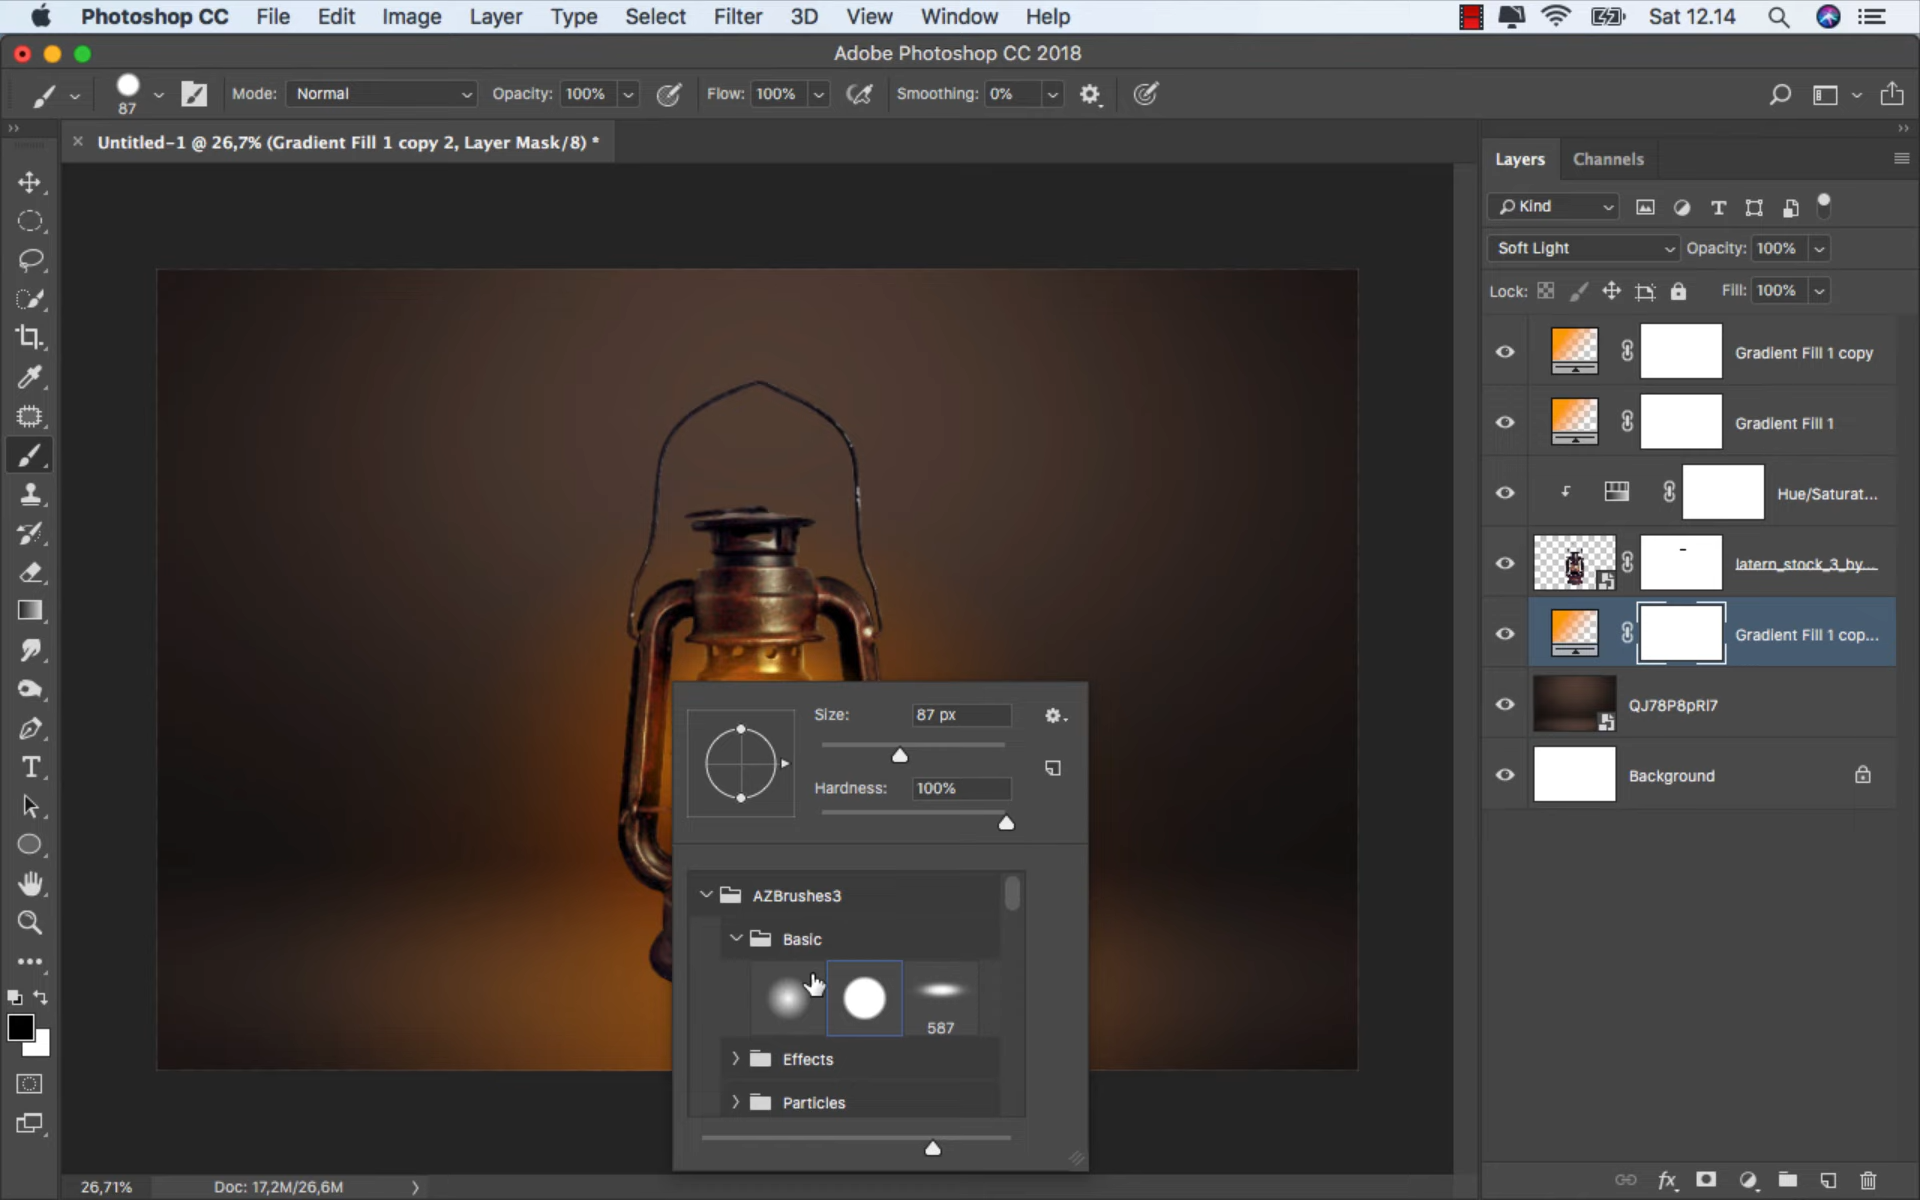 Photoshop CC File Edit Image Layer Type Select Filter 3D View Window Help Sat 12.14
Adobe Photoshop CC 2018
87 Mode: Normal Opacity: 100% Flow: 100% Smoothing: 0%
Untitled-1 @ 26,7% (Gradient Fill 1 copy 2, Layer Mask/8) *
Layers Channels
Kind
Soft Light Opacity: 100%
Lock: Fill: 100%
Gradient Fill 1 copy
Gradient Fill 1
Hue/Saturat...
latern_stock_3_by...
Gradient Fill 1 cop...
QJ78P8pRI7
Background
Size: 87 px
Hardness: 100%
AZBrushes3
Basic
587
Effects
Particles
26,71% Doc: 17,2M/26,6M